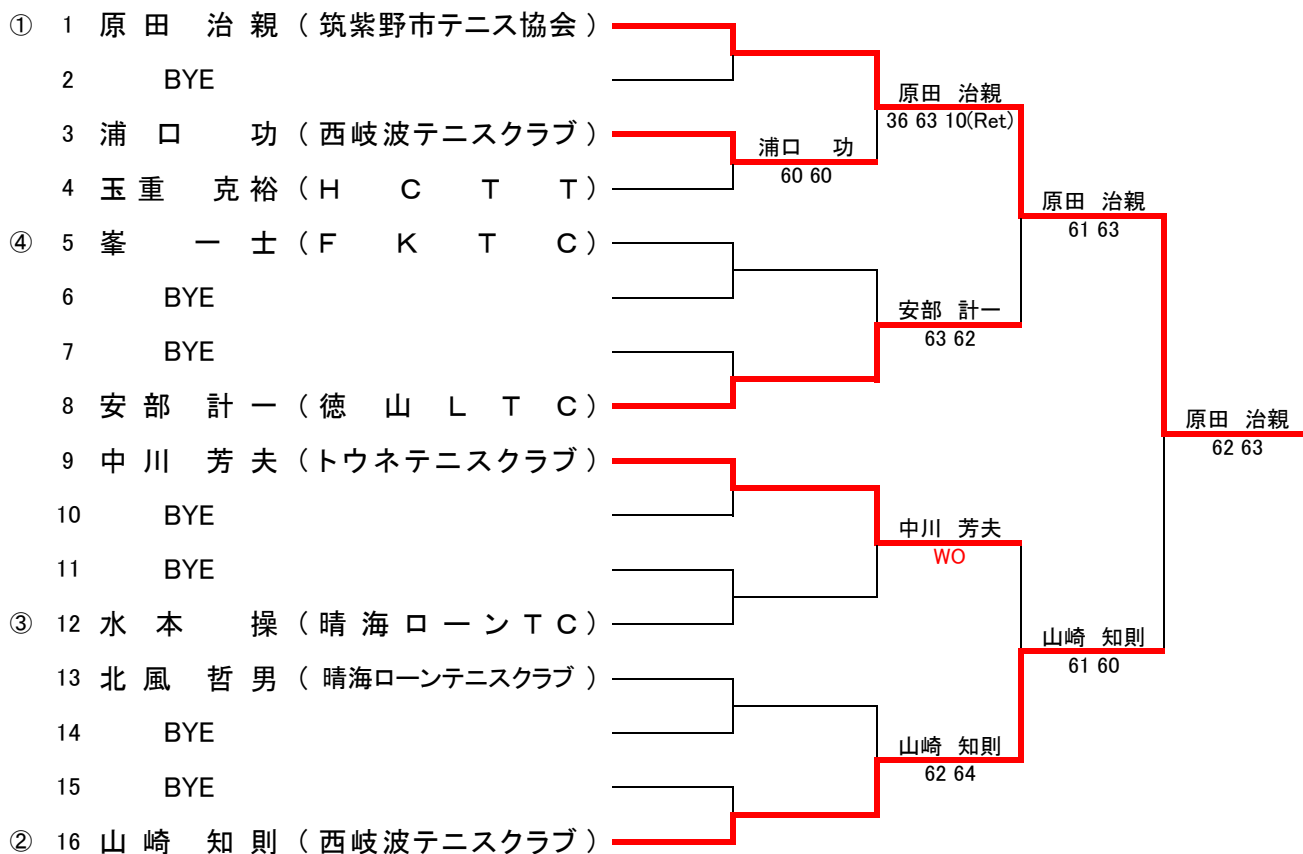 ① 1 原田 治親 (筑紫野市テニス協会)
2 BYE
原田 治親
36 63 10(Ret)
3 浦口 功 (西岐波テニスクラブ)
浦口 功
60 60
4 玉重 克裕 (H C T T)
原田 治親
61 63
④ 5 峯 一士 (F K T C)
6 BYE
安部 計一
63 62
7 BYE
8 安部 計一 (徳山LTC)
原田 治親
62 63
9 中川 芳夫 (トウネテニスクラブ)
10 BYE
中川 芳夫
WO
11 BYE
③ 12 水本 操 (晴海ローンTC)
山崎 知則
61 60
13 北風 哲男 (晴海ローンテニスクラブ)
14 BYE
山崎 知則
62 64
15 BYE
② 16 山崎 知則 (西岐波テニスクラブ)